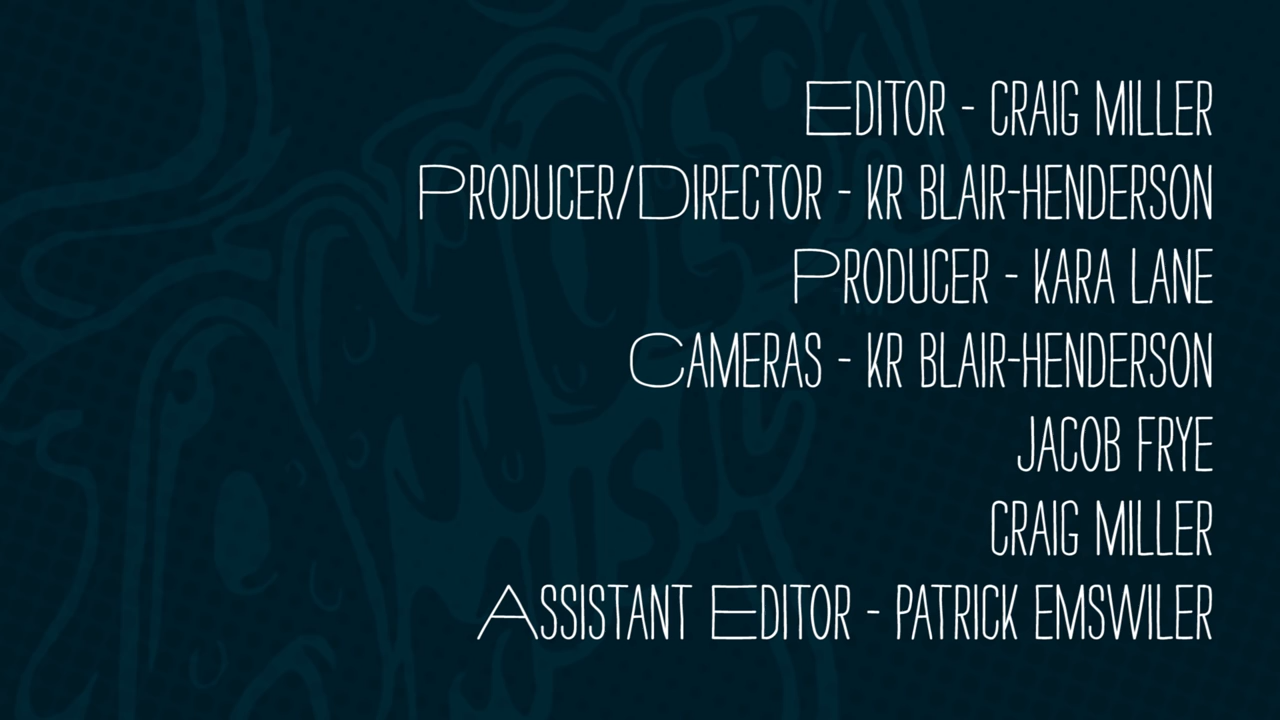 EDITOR - CRAIG MILLER
PRODUCER/DIRECTOR - KR BLAIR-HENDERSON
PRODUCER - KARA LANE
CAMERAS - KR BLAIR-HENDERSON
JACOB FRYE
CRAIG MILLER
ASSISTANT EDITOR - PATRICK EMSWILER